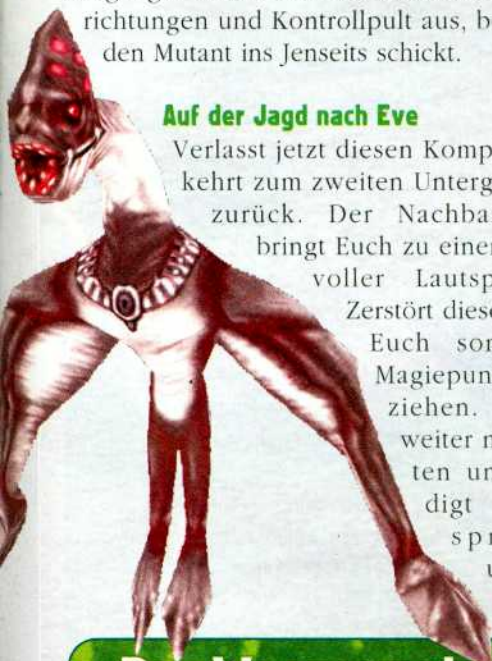 richtungen und Kontrollpult aus, b
den Mutant ins Jenseits schickt.
Auf der Jagd nach Eve
Verlasst jetzt diesen Komp
kehrt zum zweiten Unterg
zurück. Der Nachba
bringt Euch zu einer
voller Lautsp
Zerstört diese
Euch son
Magiepun
ziehen.
weiter n
ten un
digt
spr
u